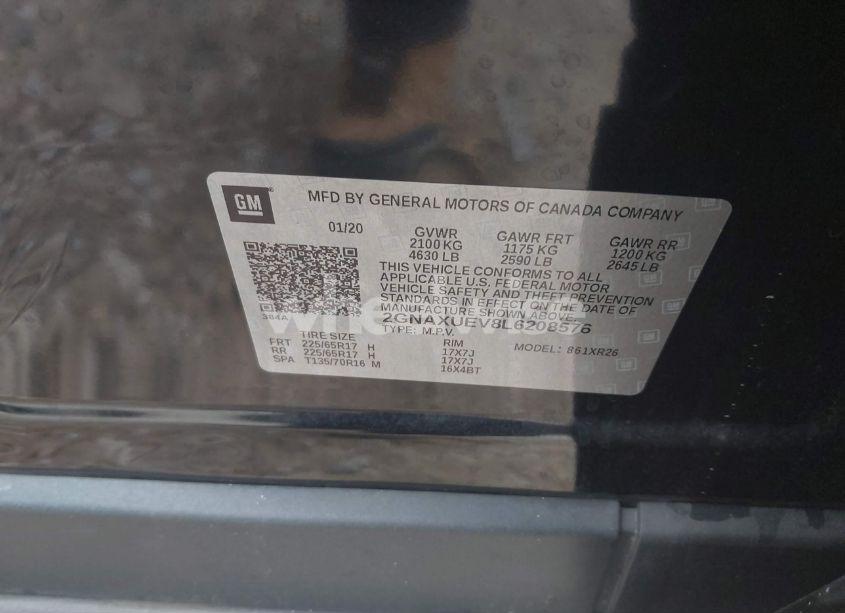 GM
MFD BY GENERAL MOTORS OF CANADA COMPANY
01/20
GVWR GAWR FRT GAWR RR
2100 KG 1175 KG 1200 KG
4630 LB 2590 LB 2645 LB
THIS VEHICLE CONFORMS TO ALL
APPLICABLE U.S. FEDERAL MOTOR
VEHICLE SAFETY AND THEFT PREVENTION
STANDARDS IN EFFECT ON THE DATE OF
MANUFACTURE SHOWN ABOVE.
384A
2GNAXUEV8L6208576
TYPE: M.P.V. MODEL: 861XR26
TIRE SIZE RIM
FRT 225/65R17 H 17X7J
RR 225/65R17 H 17X7J
SPA T135/70R16 M 16X4BT